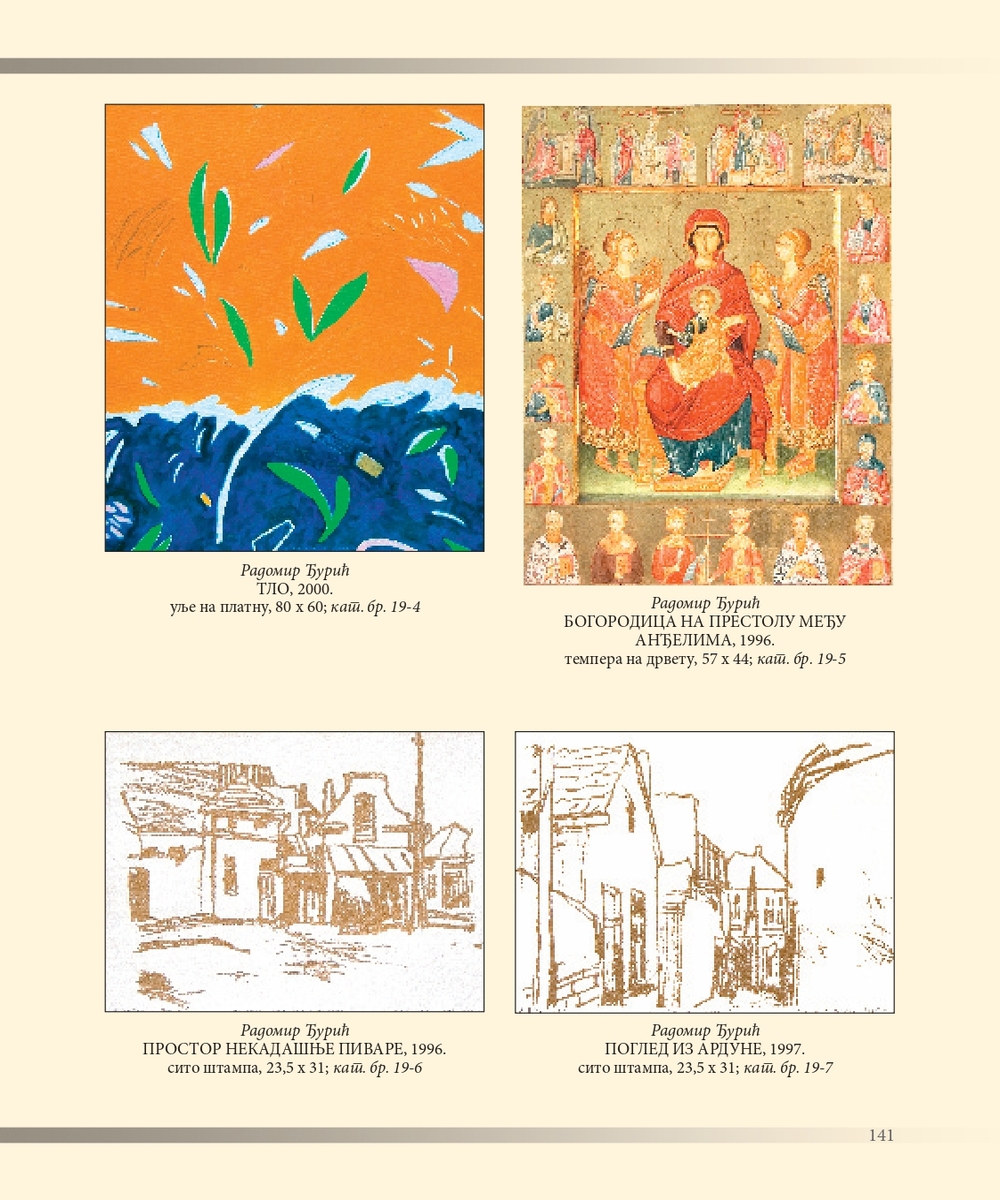 Радомир Ђурић
ТЛО, 2000.
уље на платну, 80 х 60; кат. бр. 19-4
Радомир Ђурић
БОГОРОДИЦА НА ПРЕСТОЛУ МЕЂУ
АНЂЕЛИМА, 1996.
темпера на дрвету, 57 х 44; кат. бр. 19-5
Радомир Ђурић
ПРОСТОР НЕКАДАШЊЕ ПИВАРЕ, 1996.
сито штампа, 23,5 х 31; кат. бр. 19-6
Радомир Ђурић
ПОГЛЕД ИЗ АРДУНЕ, 1997.
сито штампа, 23,5 х 31; кат. бр. 19-7
141